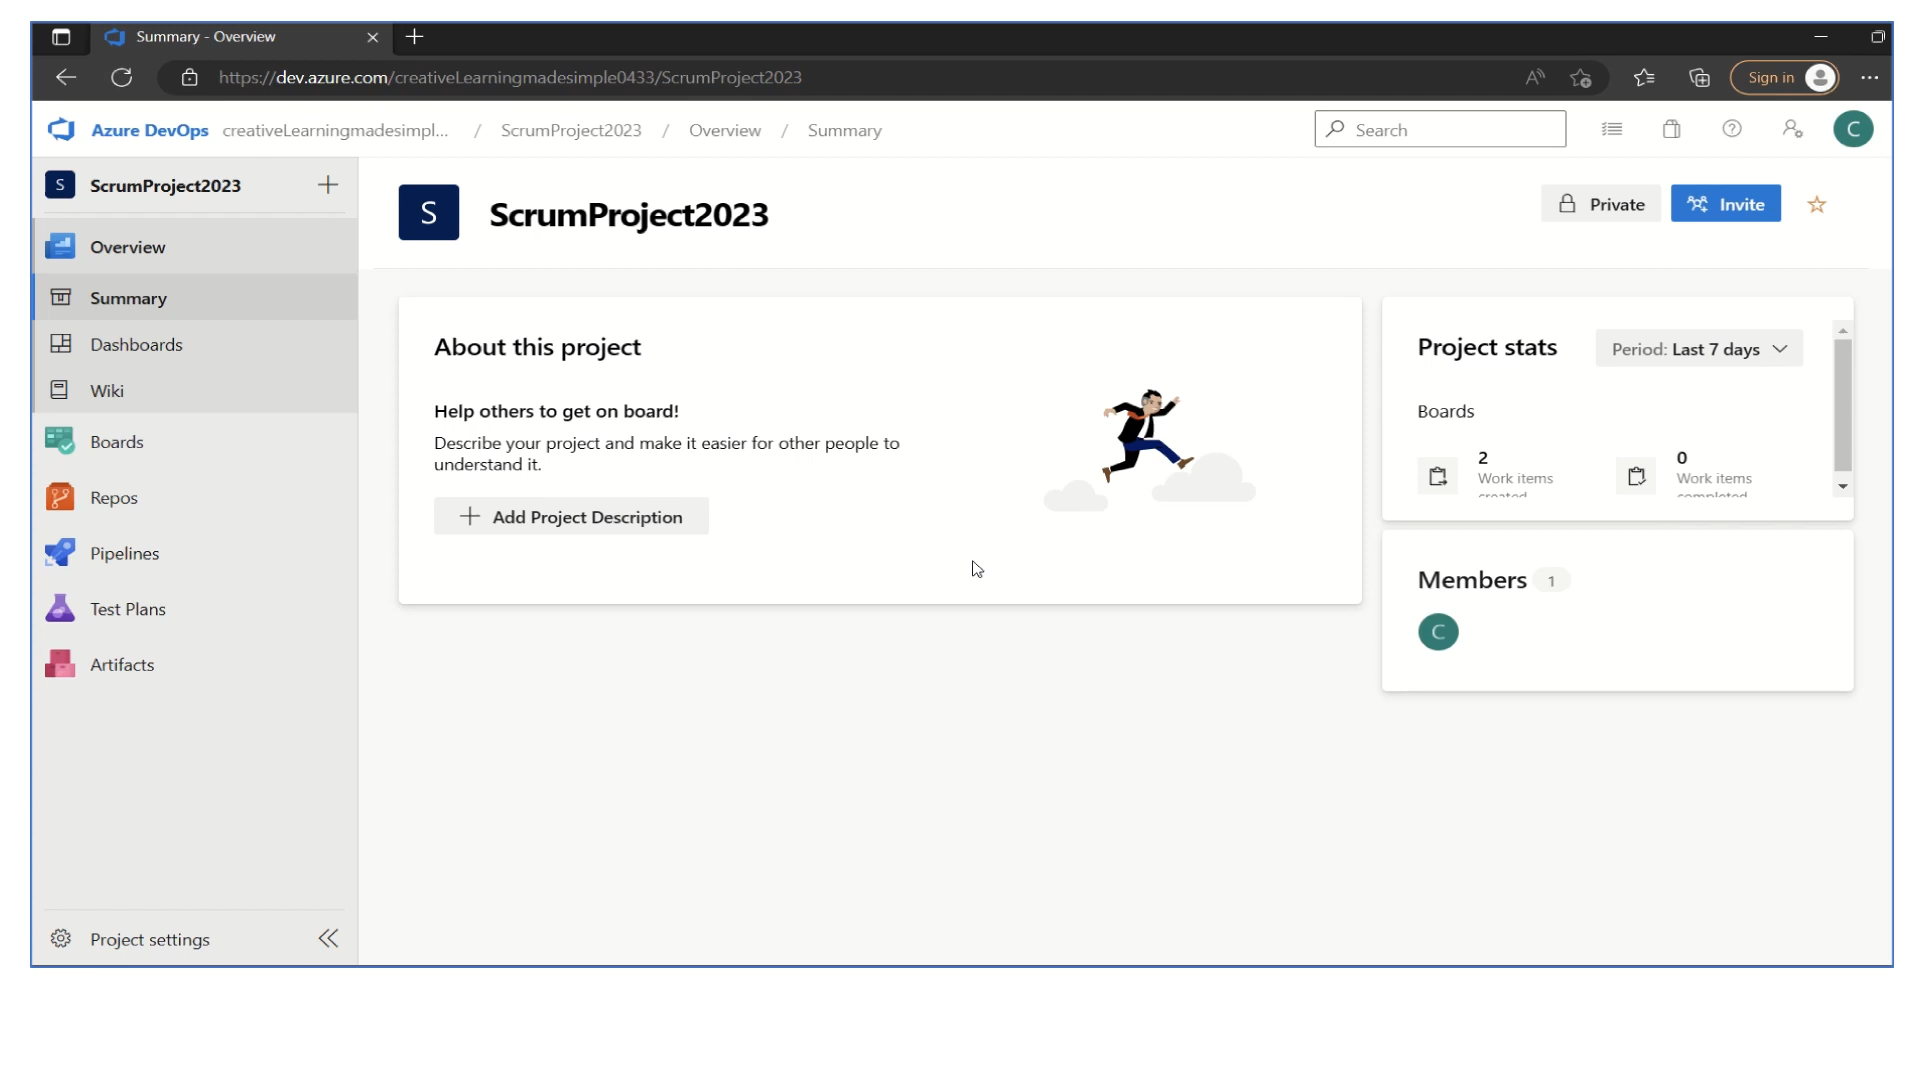 Summary - Overview
https://dev.azure.com/creativeLearningmadesimple0433/ScrumProject2023
Sign in
Azure DevOps creativeLearningmadesimpl... / ScrumProject2023 / Overview / Summary
Search
C
S ScrumProject2023
Overview
Summary
Dashboards
Wiki
Boards
Repos
Pipelines
Test Plans
Artifacts
Project settings
S ScrumProject2023
Private
Invite
About this project
Help others to get on board!
Describe your project and make it easier for other people to
understand it.
Add Project Description
Project stats
Period: Last 7 days
Boards
2
Work items
created
0
Work items
completed
Members 1
C